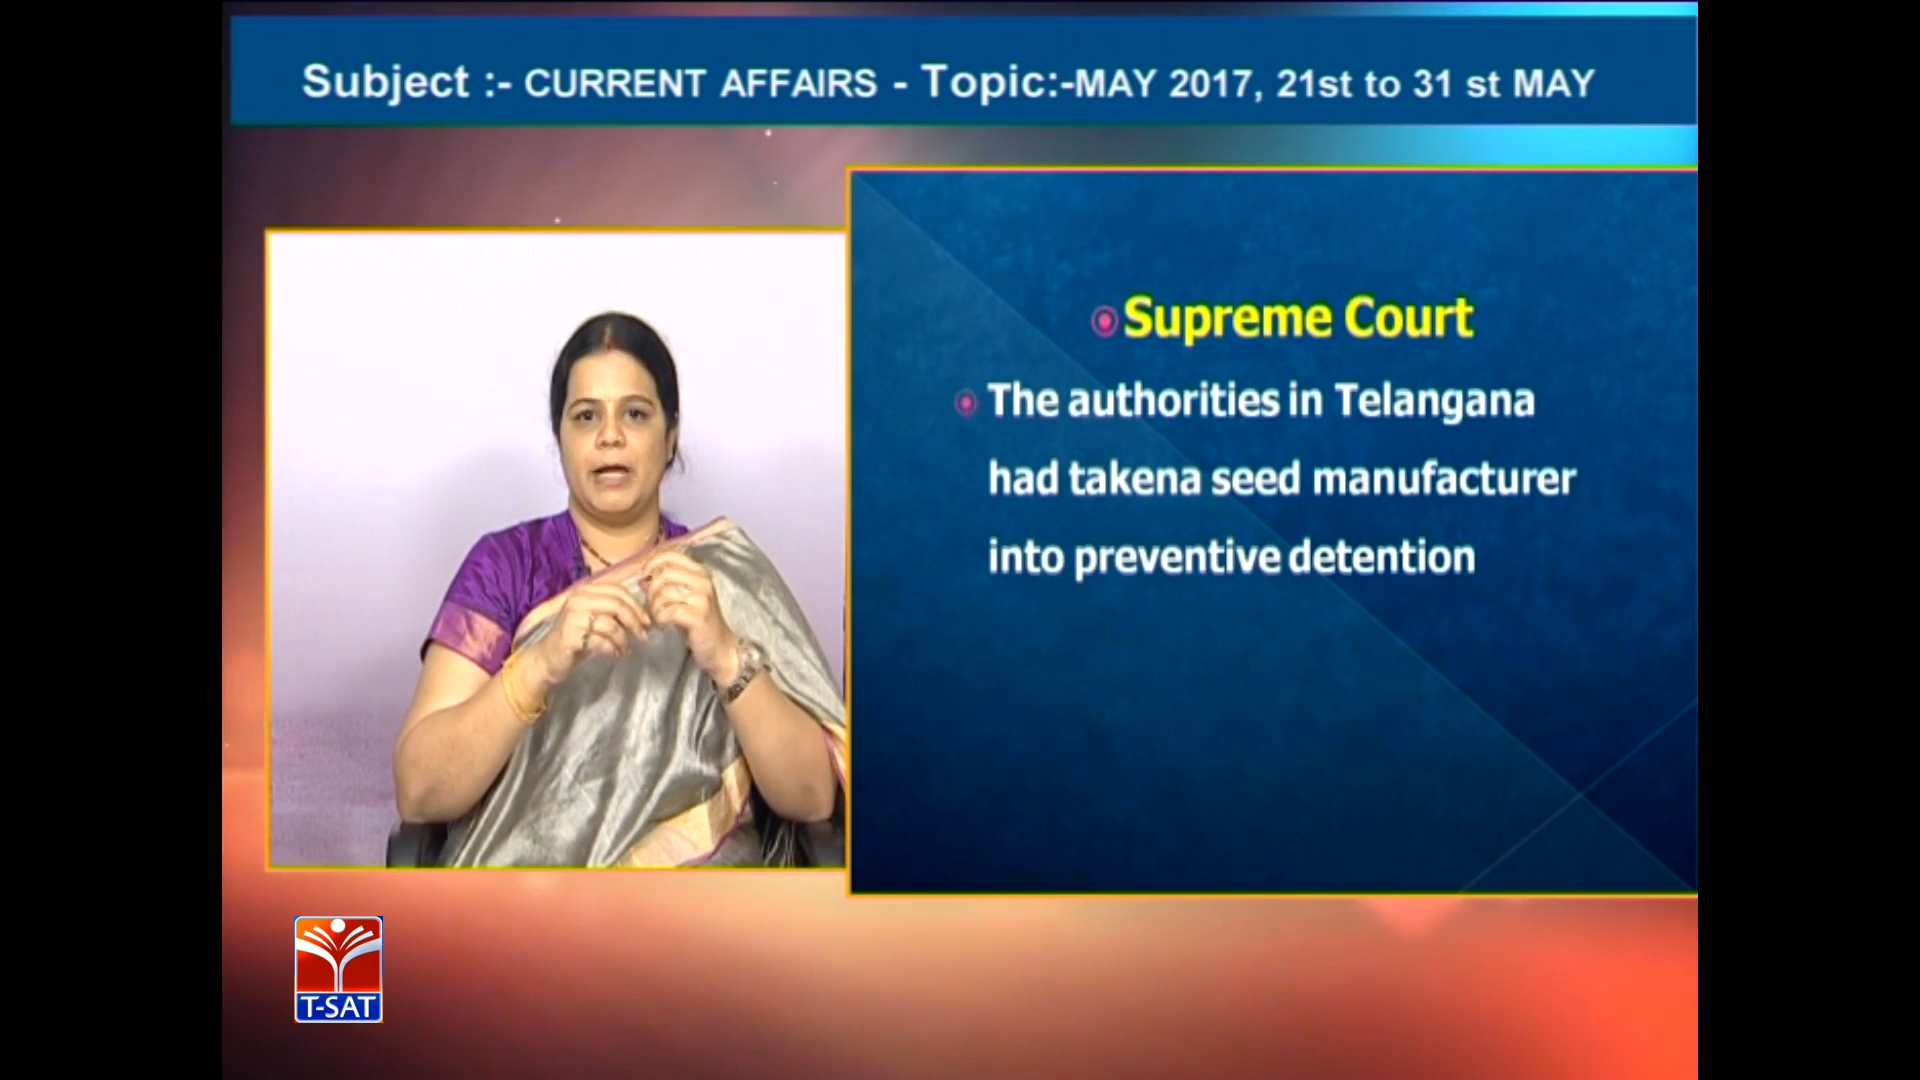 Subject :- CURRENT AFFAIRS - Topic:-MAY 2017, 21st to 31 st MAY
Supreme Court
The authorities in Telangana
had takena seed manufacturer
into preventive detention
T-SAT